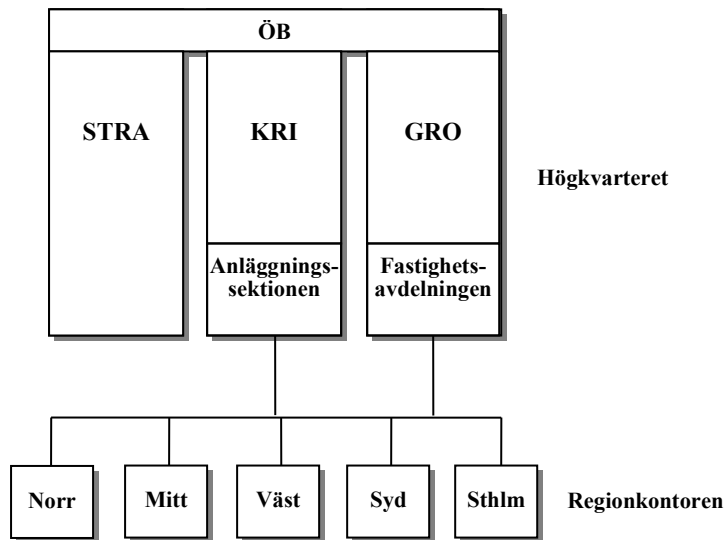 ÖB
STRA KRI GRO
Högkvarteret
Anläggnings-
sektionen
Fastighets-
avdelningen
Norr Mitt Väst Syd Sthlm Regionkontoren